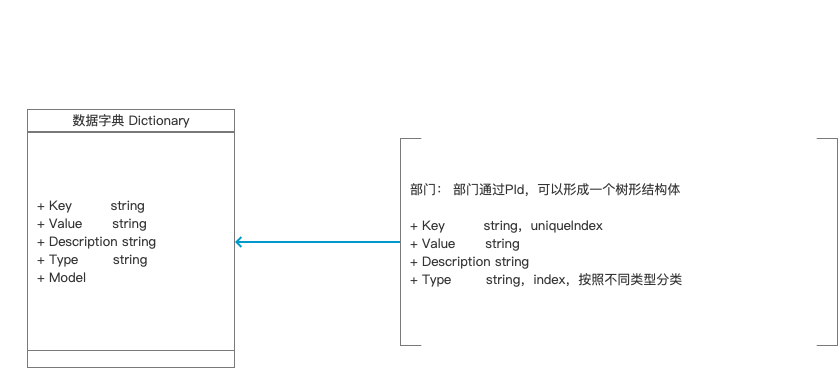 数据字典 Dictionary
+ Key string
+ Value string
+ Description string
+ Type string
+ Model
部门： 部门通过PId，可以形成一个树形结构体
+ Key string，uniqueIndex
+ Value string
+ Description string
+ Type string，index，按照不同类型分类